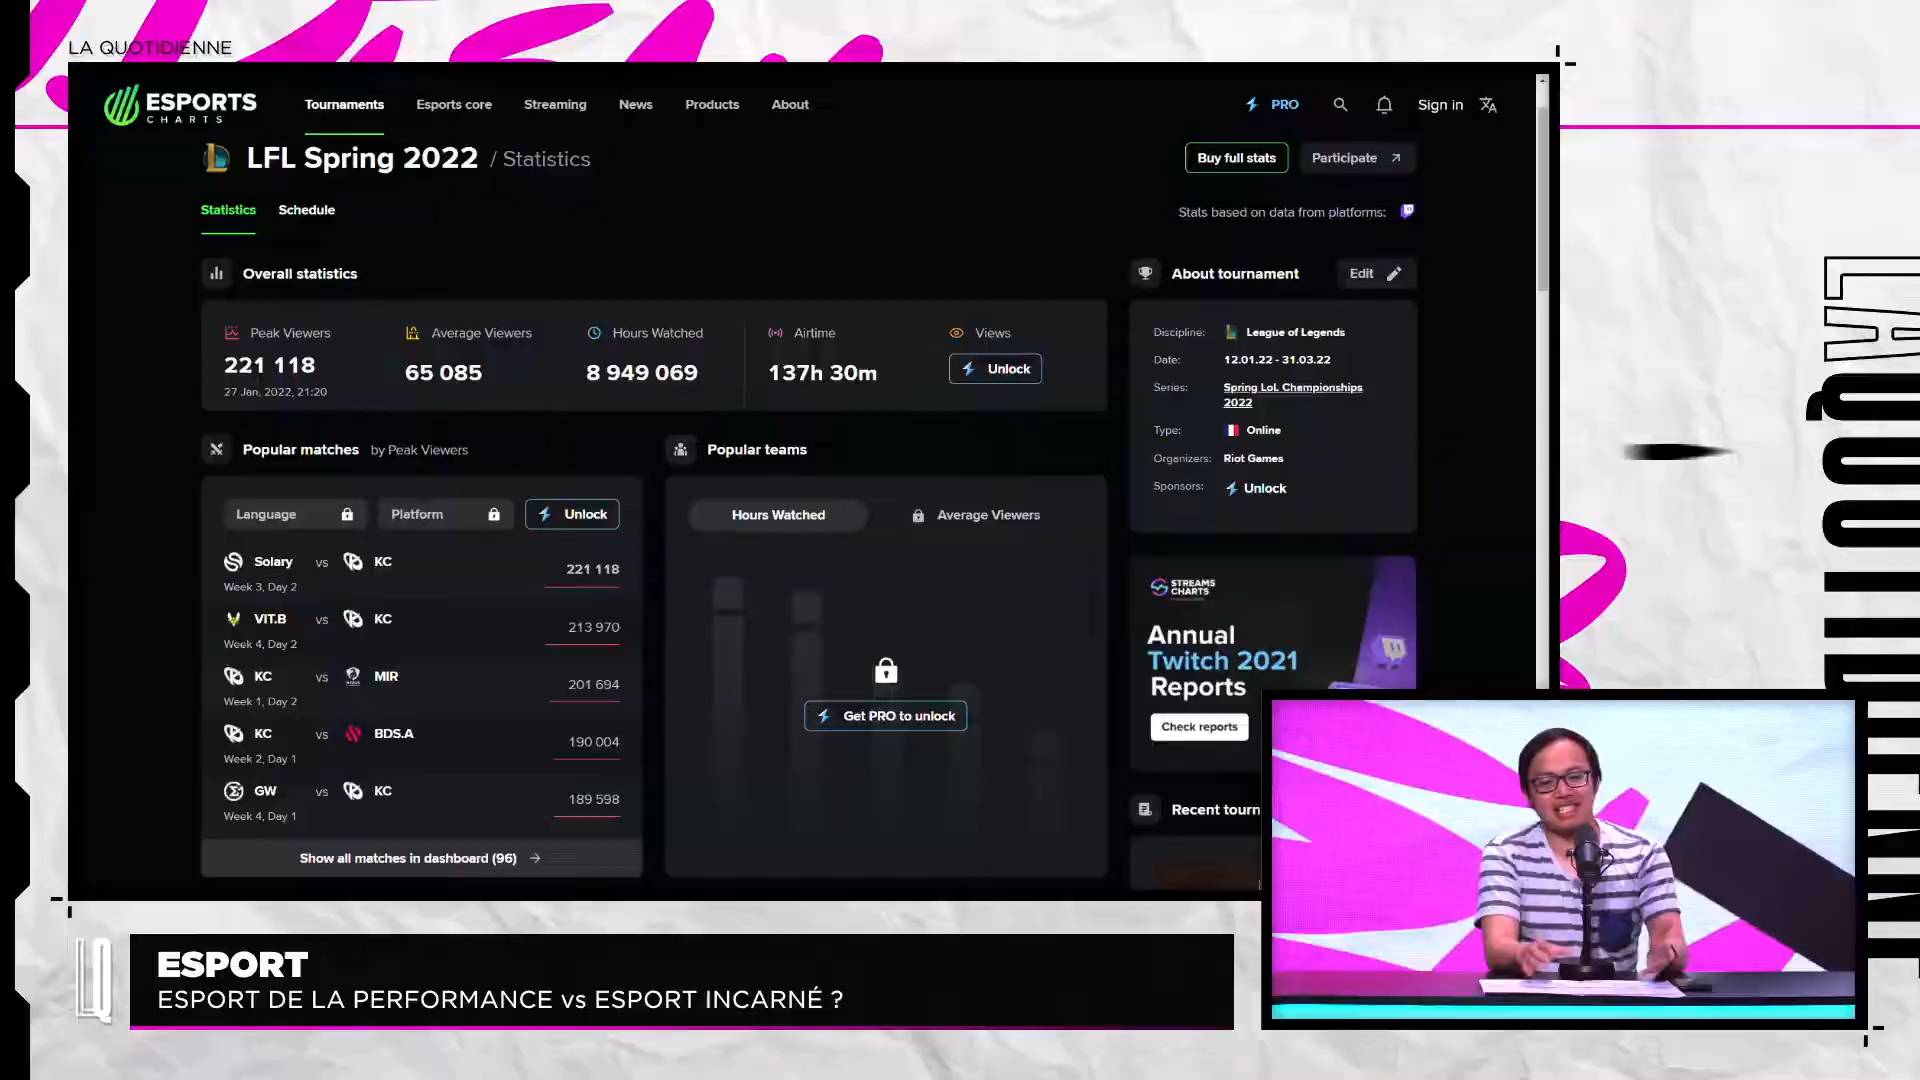 LA QUOTIDIENNE
ESPORTS
CHARTS
Tournaments
Esports core
Streaming
News
Products
About
PRO
Sign in
LFL Spring 2022 / Statistics
Buy full stats
Participate
Statistics
Schedule
Stats based on data from platforms:
Overall statistics
Peak Viewers
221 118
27 Jan, 2022, 21:20
Average Viewers
65 085
Hours Watched
8 949 069
Airtime
137h 30m
Views
Unlock
About tournament
Edit
Discipline: League of Legends
Date: 12.01.22 - 31.03.22
Series: Spring LoL Championships
2022
Type: Online
Organizers: Riot Games
Sponsors: Unlock
Popular matches by Peak Viewers
Language
Platform
Unlock
Solary vs KC
221 118
Week 3, Day 2
VIT.B vs KC
213 970
Week 4, Day 2
KC vs MIR
201 694
Week 1, Day 2
KC vs BDS.A
190 004
Week 2, Day 1
GW vs KC
189 598
Week 4, Day 1
Show all matches in dashboard (96)
Popular teams
Hours Watched
Average Viewers
Get PRO to unlock
STREAMS
CHARTS
Annual
Twitch 2021
Reports
Check reports
Recent tourn
LQ
ESPORT
ESPORT DE LA PERFORMANCE vs ESPORT INCARNÉ ?